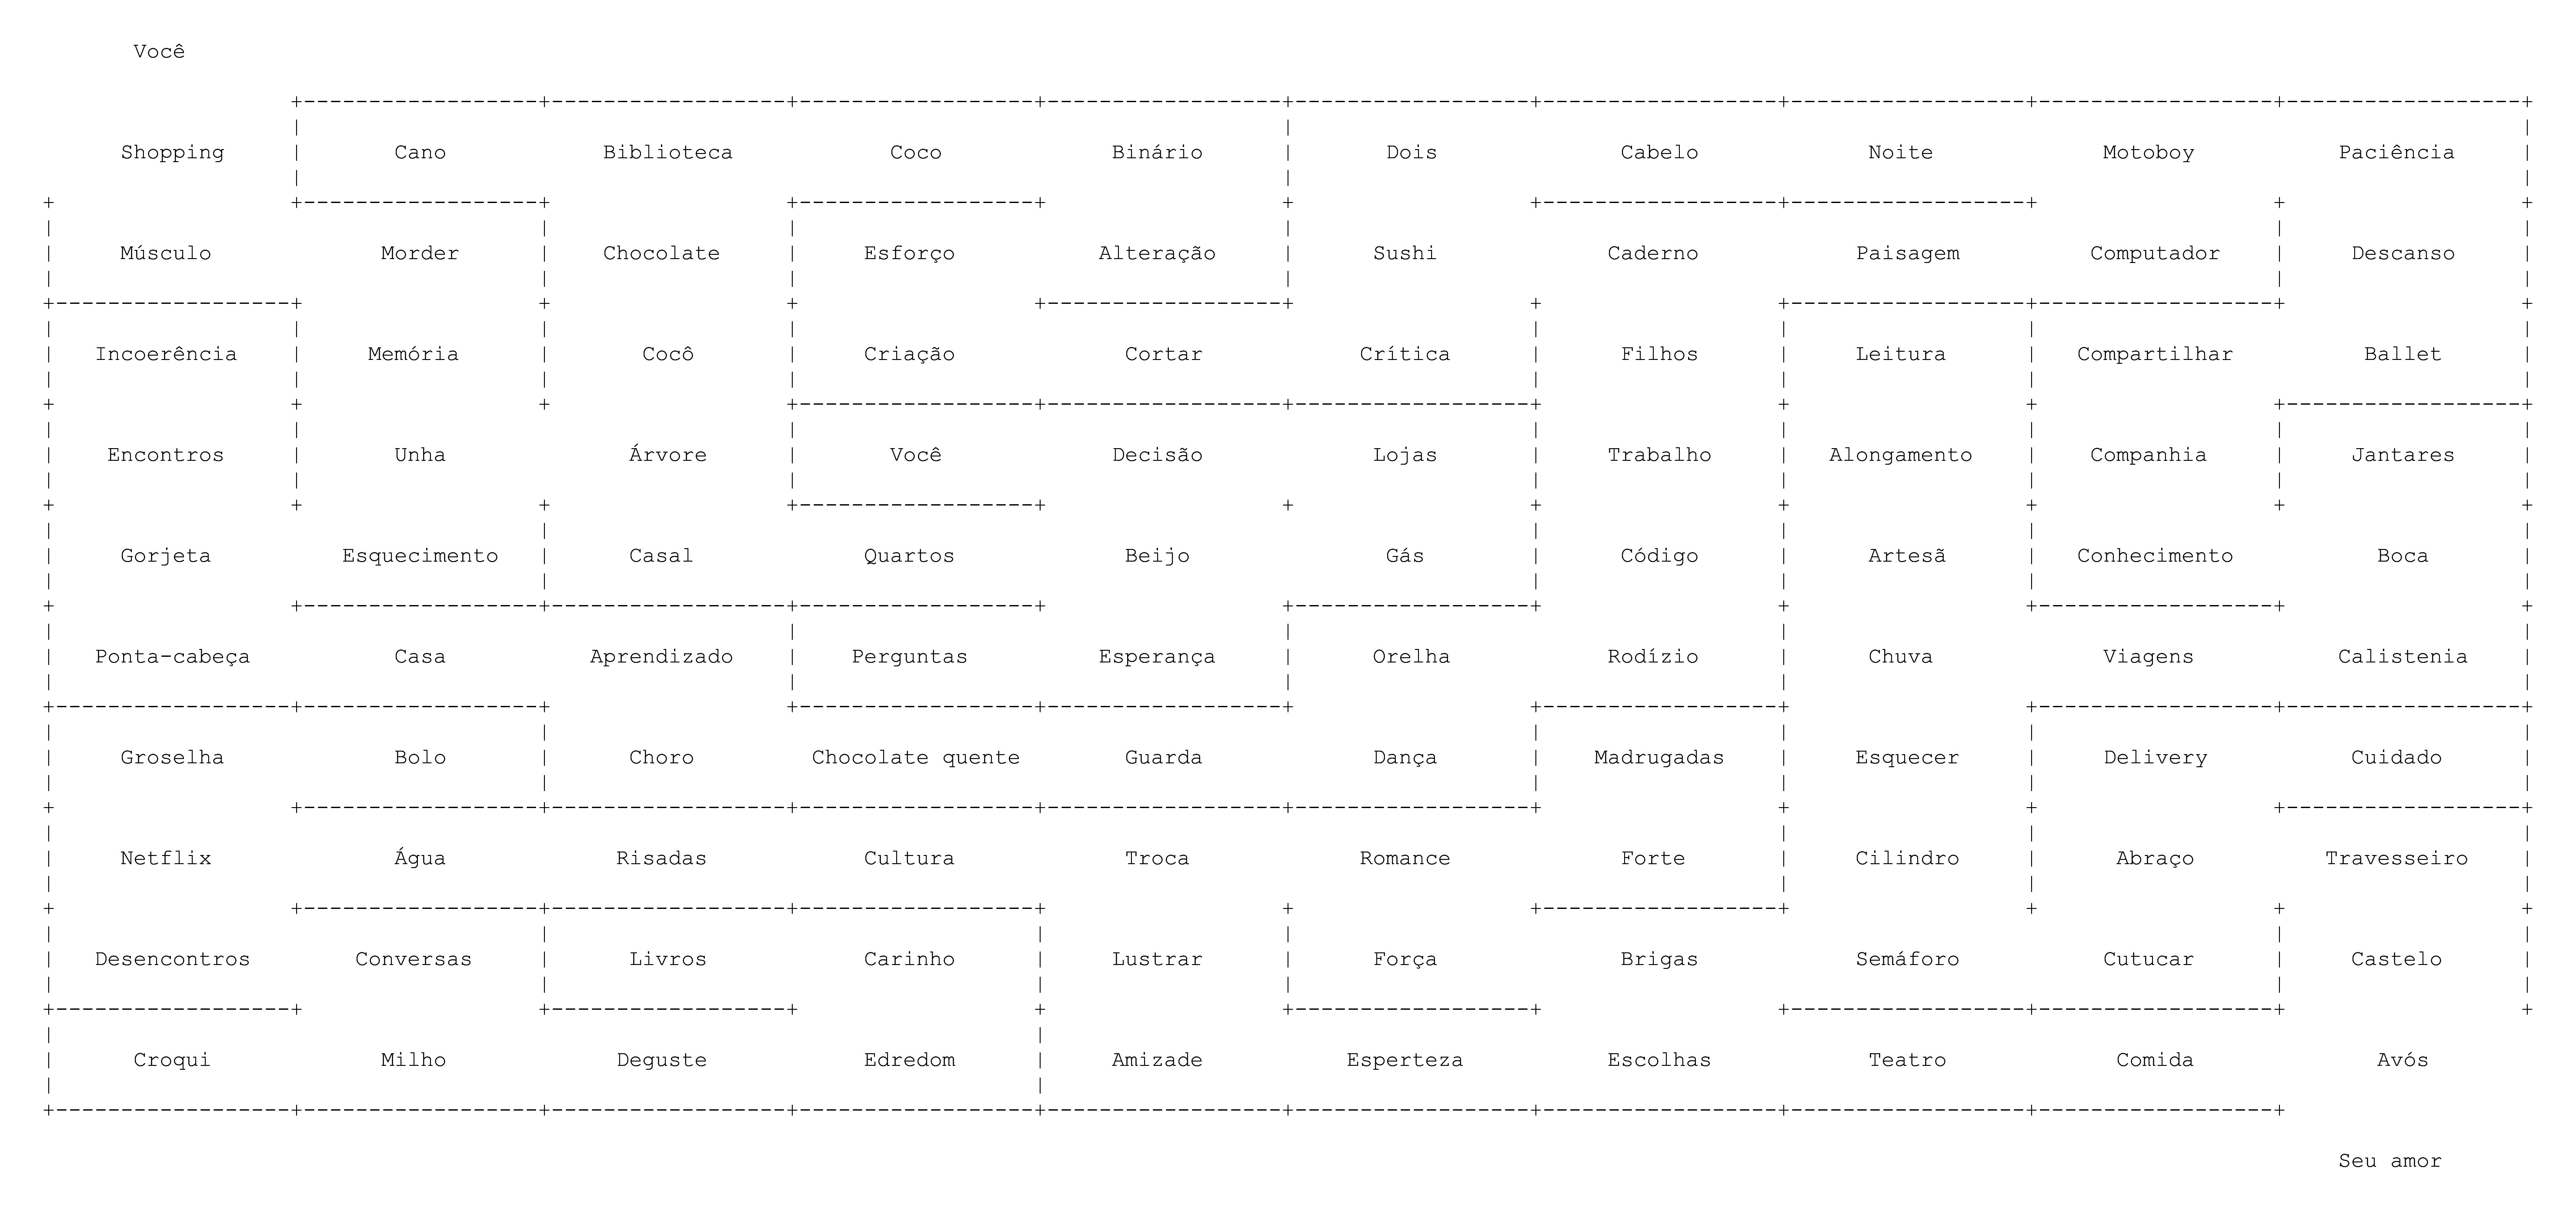 Você
Shopping Cano Biblioteca Coco Binário Dois Cabelo Noite Motoboy Paciência
Músculo Morder Chocolate Esforço Alteração Sushi Caderno Paisagem Computador Descanso
Incoerência Memória Cocô Criação Cortar Crítica Filhos Leitura Compartilhar Ballet
Encontros Unha Árvore Você Decisão Lojas Trabalho Alongamento Companhia Jantares
Gorjeta Esquecimento Casal Quartos Beijo Gás Código Artesã Conhecimento Boca
Ponta-cabeça Casa Aprendizado Perguntas Esperança Orelha Rodízio Chuva Viagens Calistenia
Groselha Bolo Choro Chocolate quente Guarda Dança Madrugadas Esquecer Delivery Cuidado
Netflix Água Risadas Cultura Troca Romance Forte Cilindro Abraço Travesseiro
Desencontros Conversas Livros Carinho Lustrar Força Brigas Semáforo Cutucar Castelo
Croqui Milho Deguste Edredom Amizade Esperteza Escolhas Teatro Comida Avós
Seu amor